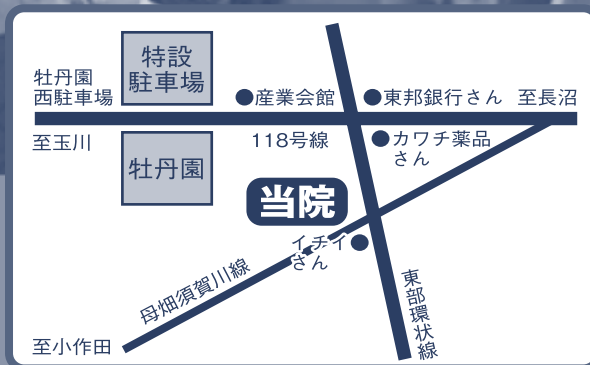 特設
駐車場
牡丹園
西駐車場
●産業会館
●東邦銀行さん
至長沼
至玉川
118号線
●カワチ薬品
さん
牡丹園
当院
イチイ●
さん
母畑須賀川線
東部環状線
至小作田